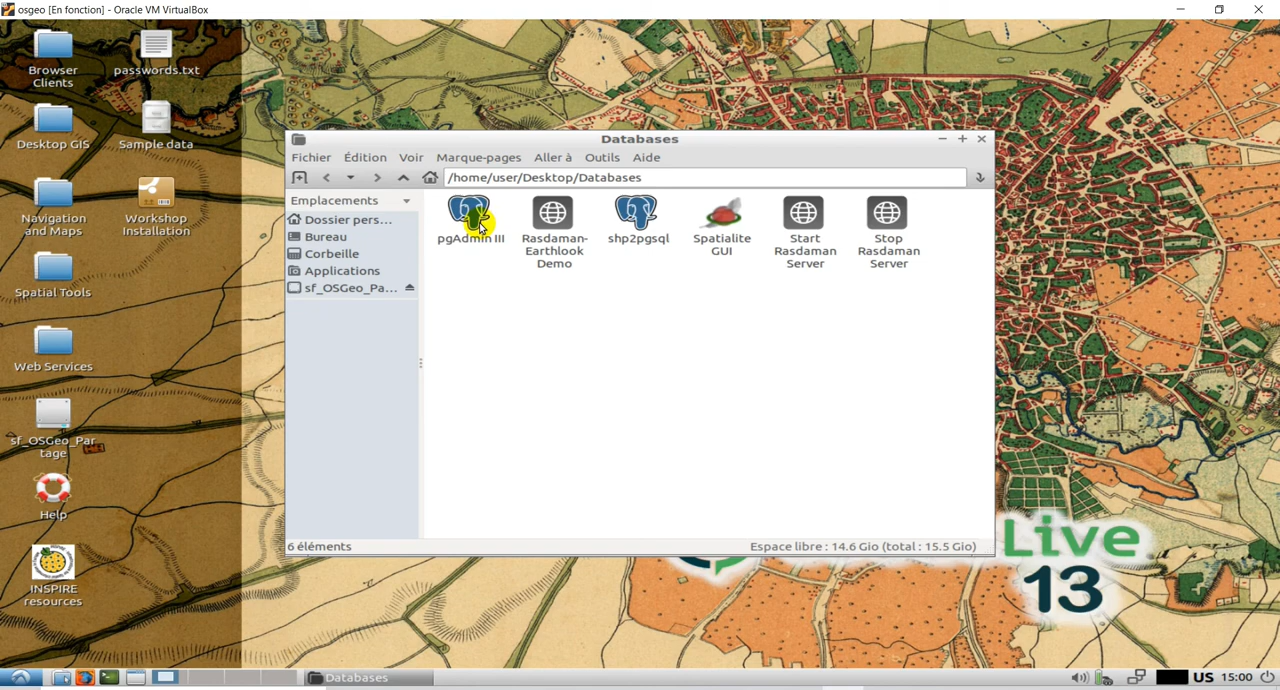 osgeo [En fonction] - Oracle VM VirtualBox
Browser
Clients
passwords.txt
Desktop GIS
Sample data
Navigation
and Maps
Workshop
Installation
Spatial Tools
Web Services
sf_OSGeo_Par
tage
Help
INSPIRE
resources
Databases
Fichier Édition Voir Marque-pages Aller à Outils Aide
/home/user/Desktop/Databases
Emplacements
Dossier pers...
Bureau
Corbeille
Applications
sf_OSGeo_Pa...
pgAdmin III
Rasdaman-
Earthlook
Demo
shp2pgsql
Spatialite
GUI
Start
Rasdaman
Server
Stop
Rasdaman
Server
6 éléments
Espace libre : 14.6 Gio (total : 15.5 Gio)
Live
13
Databases
US 15:00